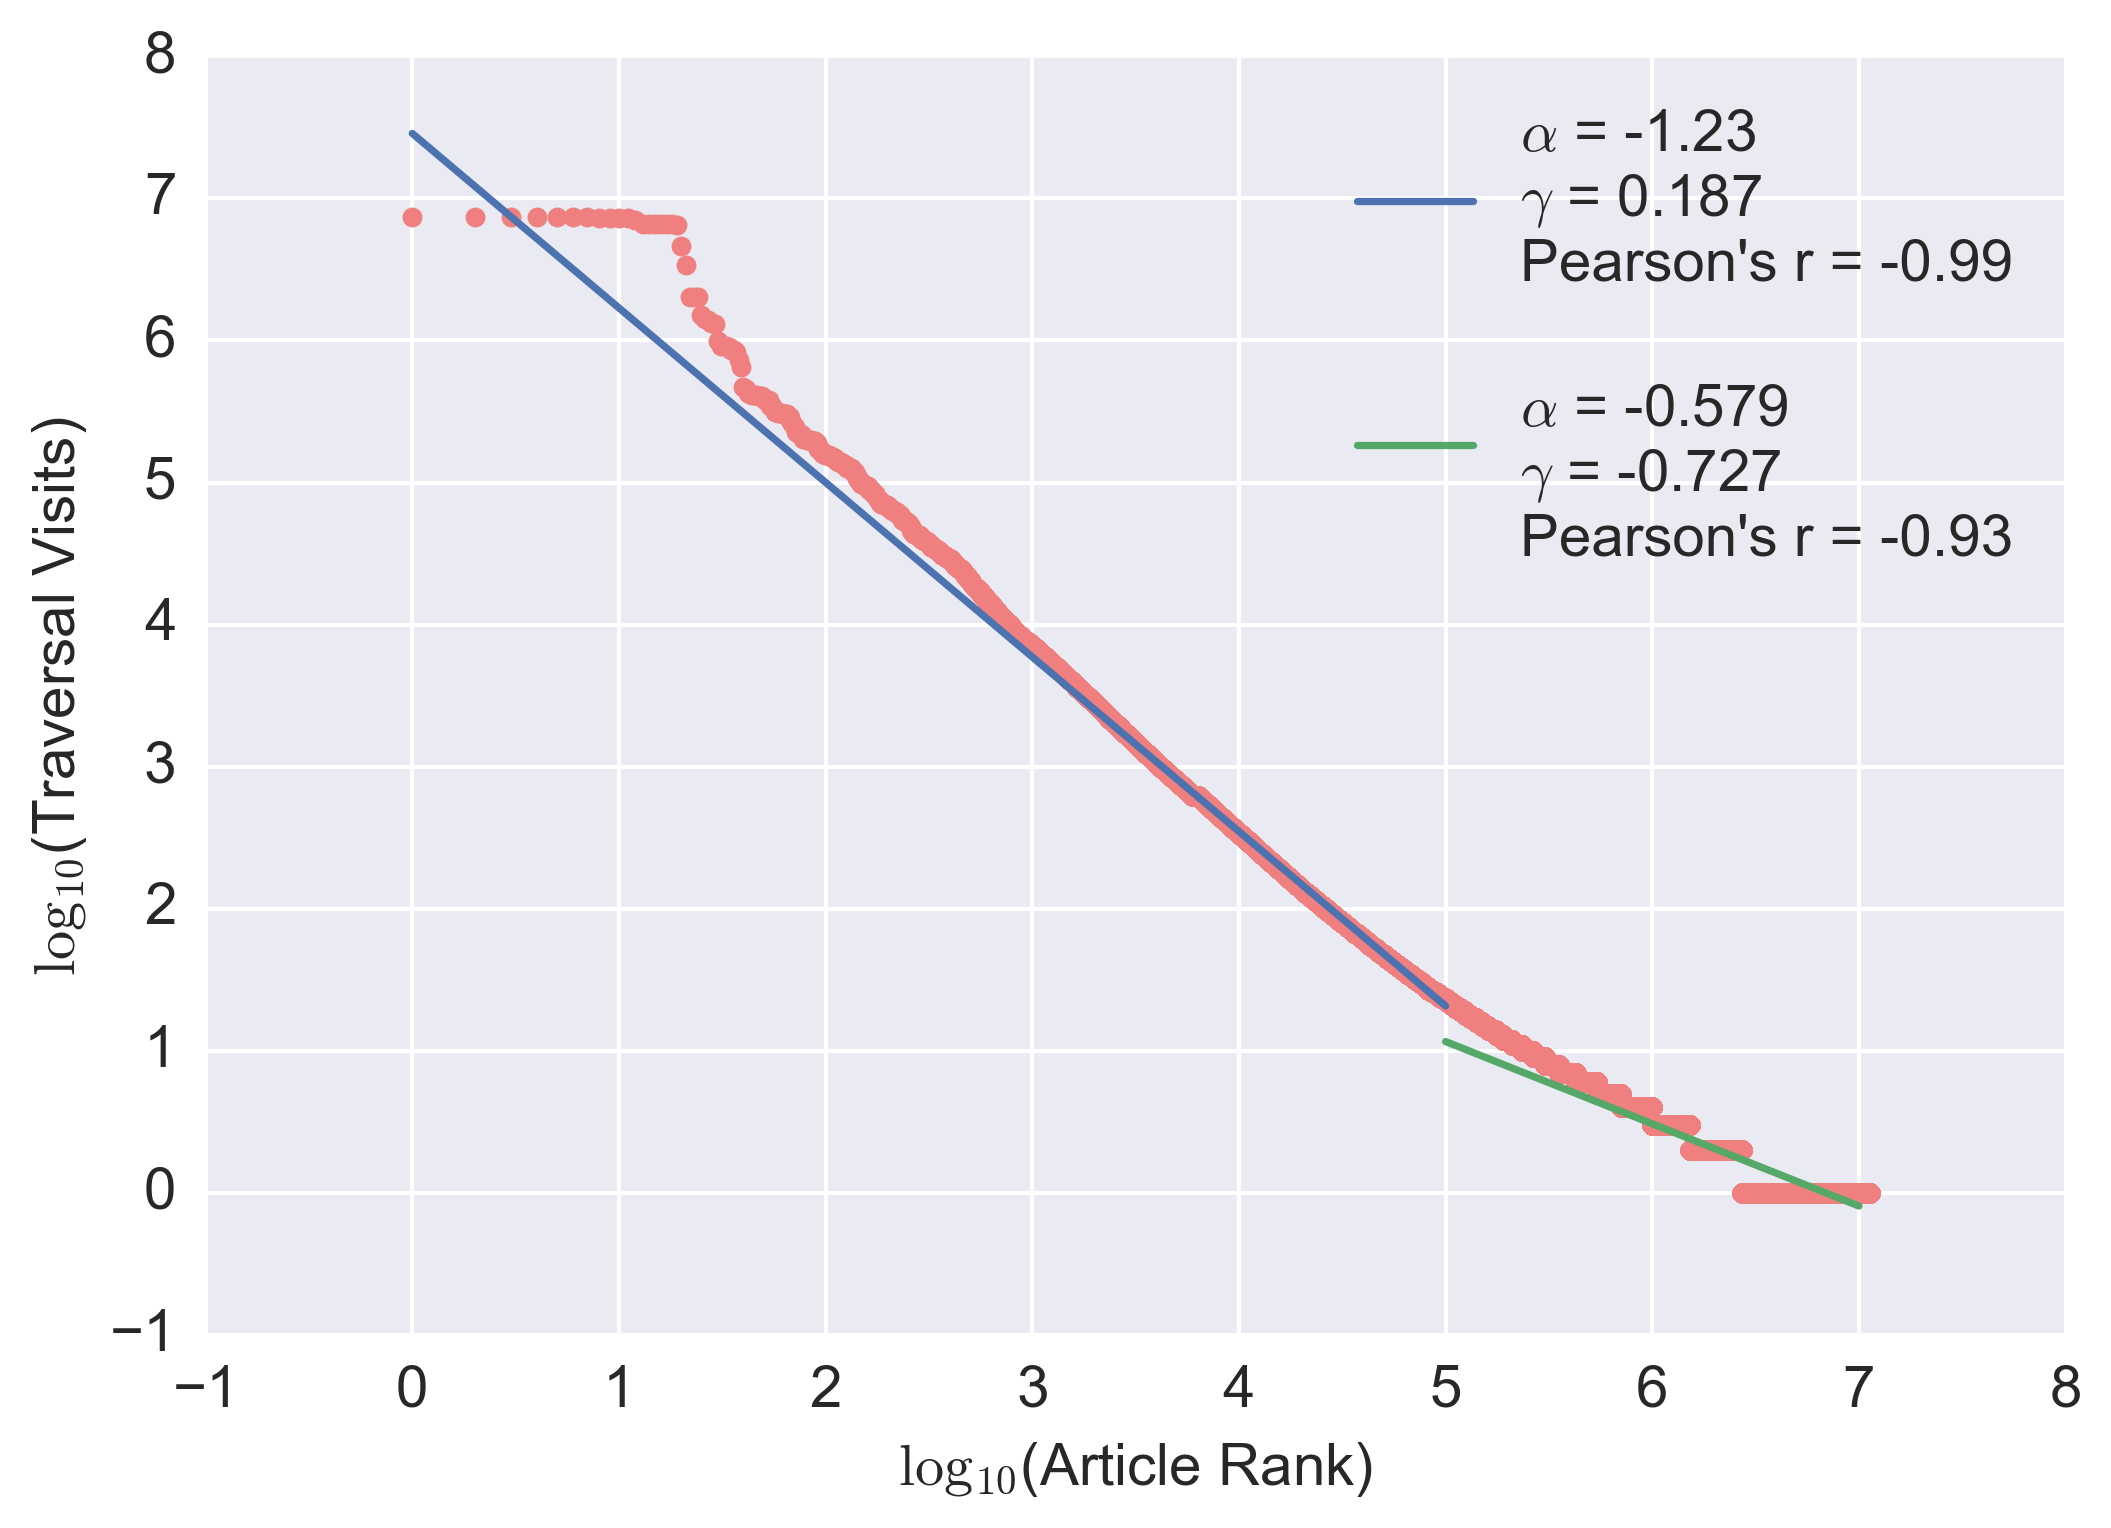 8
7
6
5
4
3
2
1
0
−1
−1 0 1 2 3 4 5 6 7 8
log₁₀(Traversal Visits)
log₁₀(Article Rank)
α = -1.23
γ = 0.187
Pearson's r = -0.99
α = -0.579
γ = -0.727
Pearson's r = -0.93